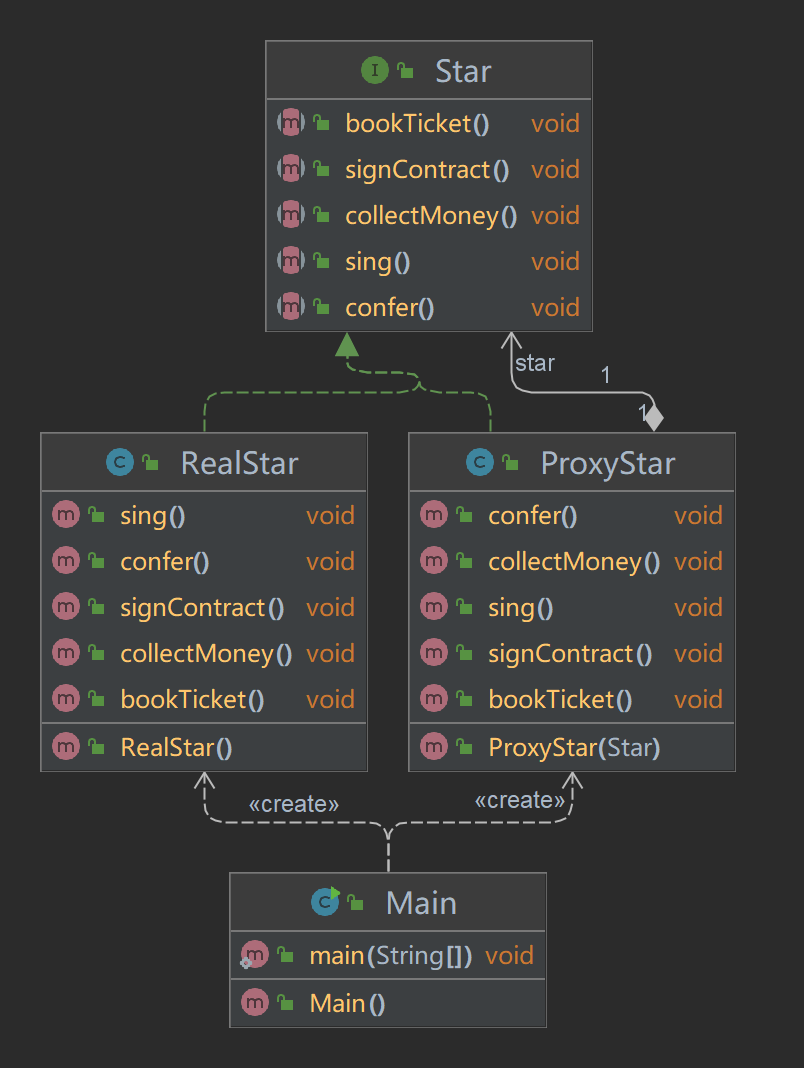 Star
bookTicket() void
signContract() void
collectMoney() void
sing() void
confer() void
star
1
1
RealStar
sing() void
confer() void
signContract() void
collectMoney() void
bookTicket() void
RealStar()
ProxyStar
confer() void
collectMoney() void
sing() void
signContract() void
bookTicket() void
ProxyStar(Star)
«create»
«create»
Main
main(String[]) void
Main()